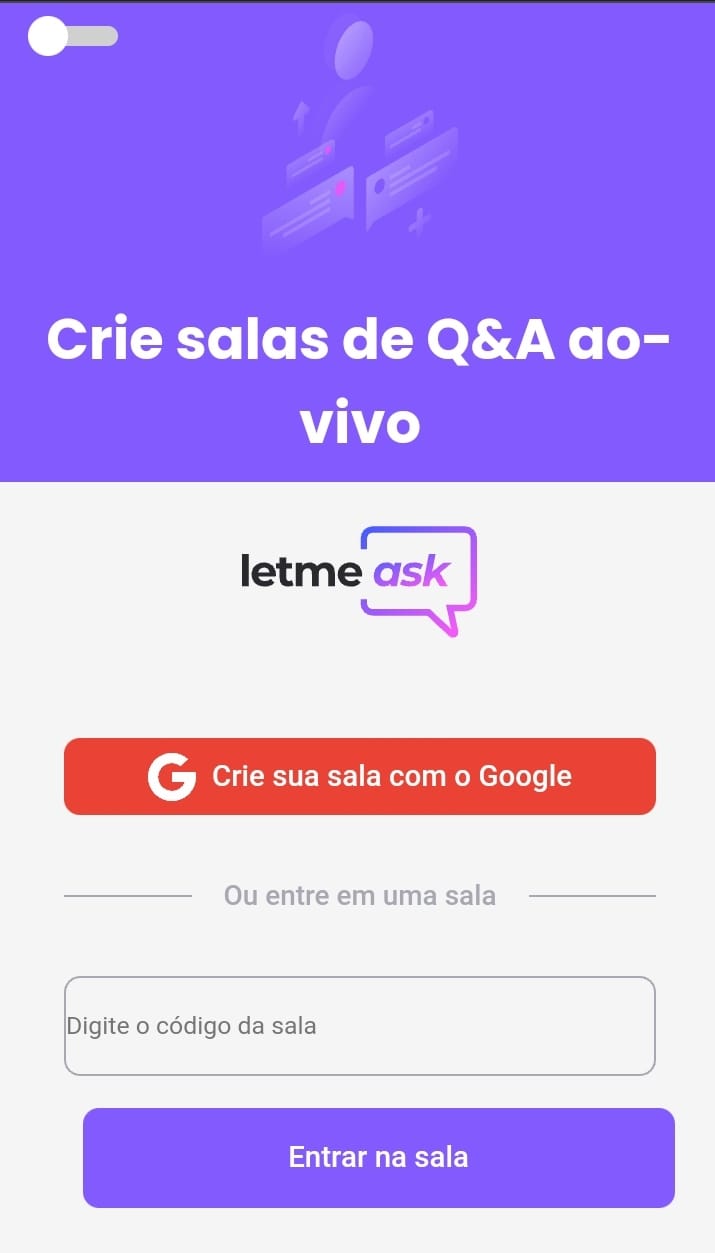 Crie salas de Q&A ao-
vivo
letme ask
Crie sua sala com o Google
Ou entre em uma sala
Digite o código da sala
Entrar na sala